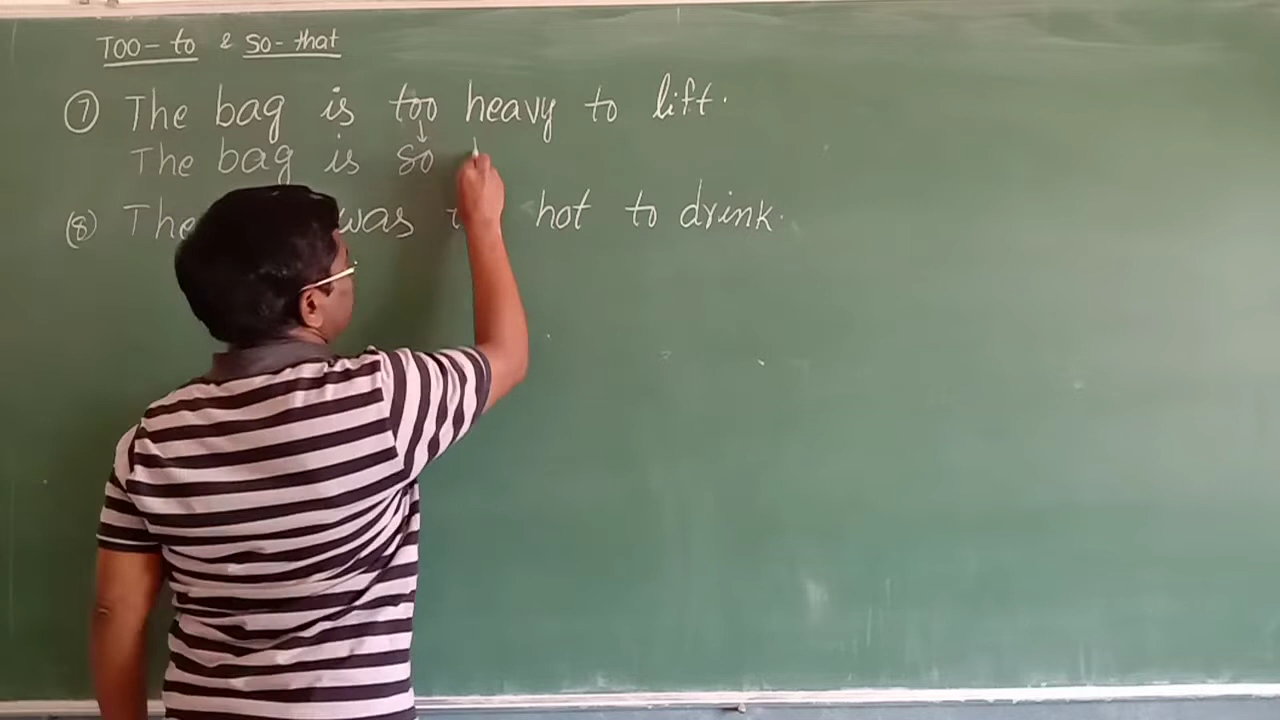 TOO - to & SO - that
(7) The bag is too heavy to lift.
The bag is so
(8) The was hot to drink.